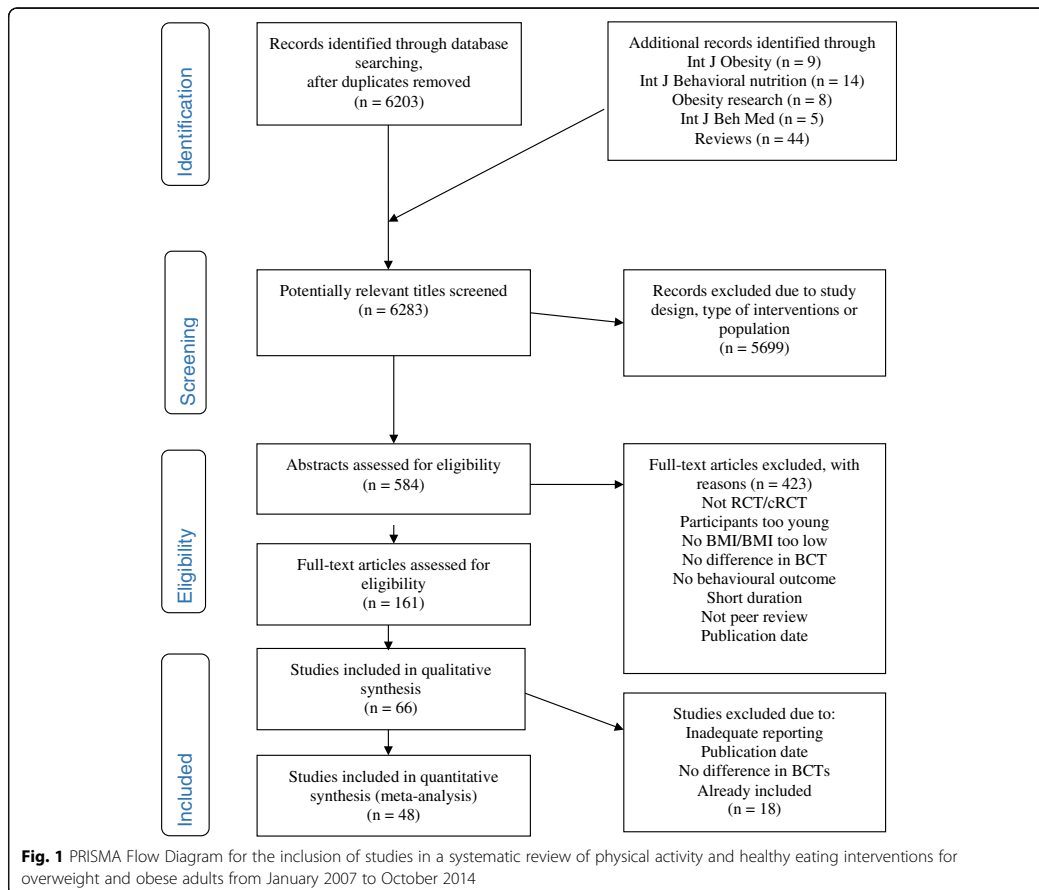 Identification
Records identified through database
searching,
after duplicates removed
(n = 6203)
Additional records identified through
Int J Obesity (n = 9)
Int J Behavioral nutrition (n = 14)
Obesity research (n = 8)
Int J Beh Med (n = 5)
Reviews (n = 44)
Screening
Potentially relevant titles screened
(n = 6283)
Records excluded due to study
design, type of interventions or
population
(n = 5699)
Eligibility
Abstracts assessed for eligibility
(n = 584)
Full-text articles excluded, with
reasons (n = 423)
Not RCT/cRCT
Participants too young
No BMI/BMI too low
No difference in BCT
No behavioural outcome
Short duration
Not peer review
Publication date
Full-text articles assessed for
eligibility
(n = 161)
Included
Studies included in qualitative
synthesis
(n = 66)
Studies excluded due to:
Inadequate reporting
Publication date
No difference in BCTs
Already included
(n = 18)
Studies included in quantitative
synthesis (meta-analysis)
(n = 48)
Fig. 1 PRISMA Flow Diagram for the inclusion of studies in a systematic review of physical activity and healthy eating interventions for
overweight and obese adults from January 2007 to October 2014